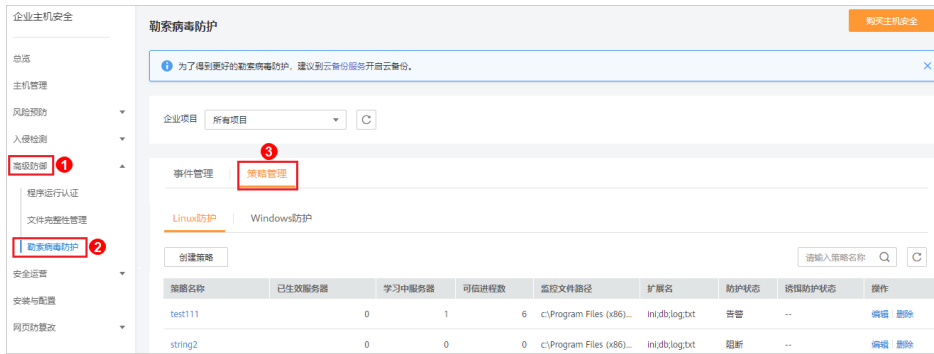 企业主机安全
总览
主机管理
风险预防
入侵检测
高级防御 1
程序运行认证
文件完整性管理
勒索病毒防护 2
安全运营
安装与配置
网页防篡改
勒索病毒防护
购买主机安全
为了得到更好的勒索病毒防护，建议到云备份服务开启云备份。
企业项目 所有项目
3
事件管理 策略管理
Linux防护 Windows防护
创建策略 请输入策略名称
策略名称 已生效服务器 学习中服务器 可信进程数 监控文件路径 扩展名 防护状态 诱饵防护状态 操作
test111 0 1 6 c:\Program Files (x86)... ini;db;log;txt 告警 -- 编辑 删除
string2 0 0 0 c:\Program Files (x86)... ini;db;log;txt 阻断 -- 编辑 删除